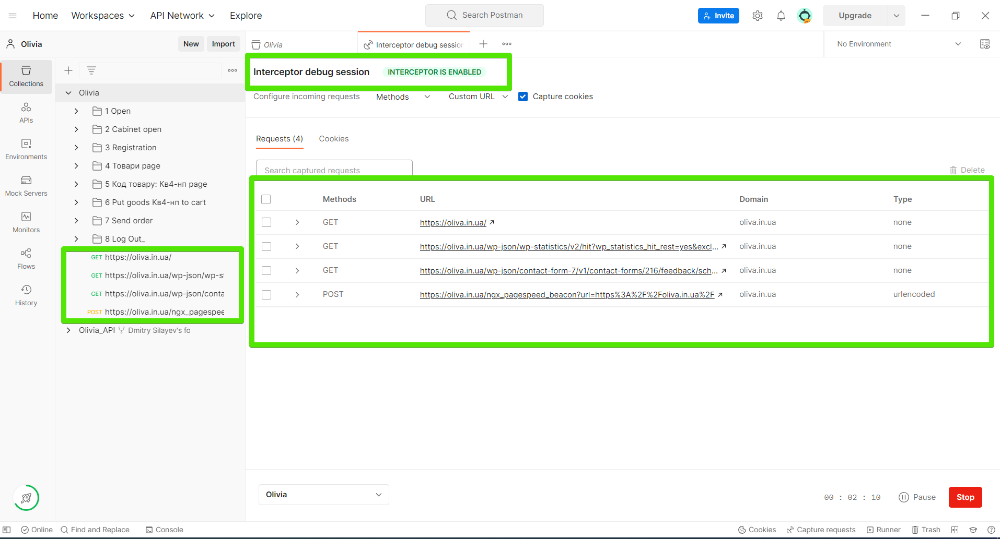 Home Workspaces API Network Explore Search Postman Invite Upgrade
Olivia New Import Olivia Interceptor debug session No Environment
Collections
APIs
Environments
Mock Servers
Monitors
Flows
History
Olivia
1 Open
2 Cabinet open
3 Registration
4 Товари page
5 Код товару: Кв4-нп page
6 Put goods Кв4-нп to cart
7 Send order
8 Log Out_
GET https://oliva.in.ua/
GET https://oliva.in.ua/wp-json/wp-st
GET https://oliva.in.ua/wp-json/conta
POST https://oliva.in.ua/ngx_pagespee
Olivia_API Dmitry Silayev's fo
Interceptor debug session INTERCEPTOR IS ENABLED
Configure incoming requests Methods Custom URL Capture cookies
Requests (4) Cookies
Search captured requests Delete
Methods URL Domain Type
GET https://oliva.in.ua/ oliva.in.ua none
GET https://oliva.in.ua/wp-json/wp-statistics/v2/hit?wp_statistics_hit_rest=yes&excl... oliva.in.ua none
GET https://oliva.in.ua/wp-json/contact-form-7/v1/contact-forms/216/feedback/sch... oliva.in.ua none
POST https://oliva.in.ua/ngx_pagespeed_beacon?url=https%3A%2F%2Foliva.in.ua%2F oliva.in.ua urlencoded
Olivia 00 : 02 : 10 Pause Stop
Online Find and Replace Console Cookies Capture requests Runner Trash